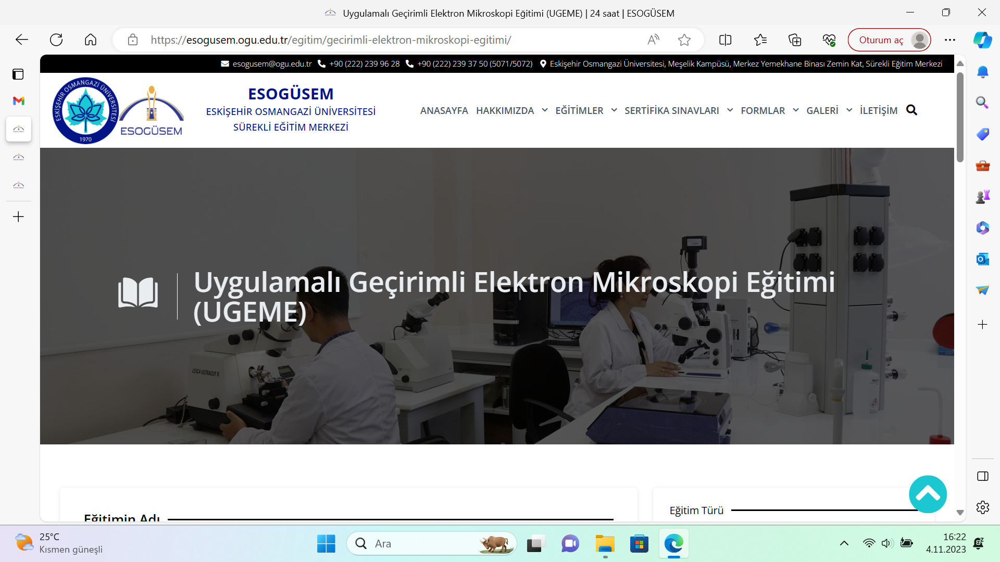 Uygulamalı Geçirimli Elektron Mikroskopi Eğitimi (UGEME) | 24 saat | ESOGÜSEM
https://esogusem.ogu.edu.tr/egitim/gecirimli-elektron-mikroskopi-egitimi/
Oturum aç
esogusem@ogu.edu.tr +90 (222) 239 96 28 +90 (222) 239 37 50 (5071/5072) Eskişehir Osmangazi Üniversitesi, Meşelik Kampüsü, Merkez Yemekhane Binası Zemin Kat, Sürekli Eğitim Merkezi
ESKİŞEHİR OSMANGAZİ ÜNİVERSİTESİ
1970
ESOGÜSEM
ESOGÜSEM
ESKİŞEHİR OSMANGAZİ ÜNİVERSİTESİ
SÜREKLİ EĞİTİM MERKEZİ
ANASAYFA HAKKIMIZDA EĞİTİMLER SERTİFİKA SINAVLARI FORMLAR GALERİ İLETİŞİM
Uygulamalı Geçirimli Elektron Mikroskopi Eğitimi
(UGEME)
LEICA ULTRACUT R
Eğitimin Adı
Eğitim Türü
25°C
Kısmen güneşli
Ara
16:22
4.11.2023